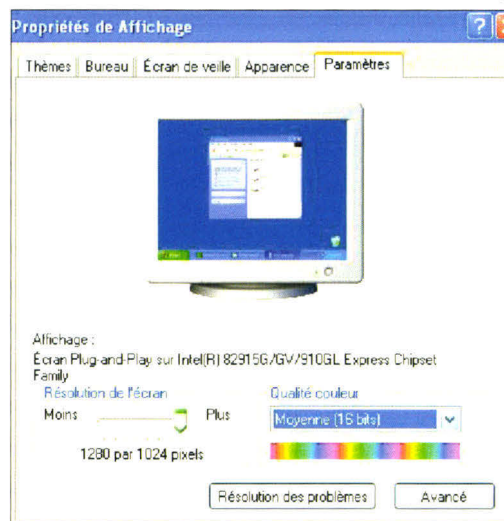 Propriétés de Affichage
Thèmes Bureau Écran de veille Apparence Paramètres
Affichage :
Écran Plug-and-Play sur Intel(R) 82915G/GV/910GL Express Chipset
Family
Résolution de l'écran Qualité couleur
Moins Plus Moyenne (16 bits)
1280 par 1024 pixels
Résolution des problèmes Avancé